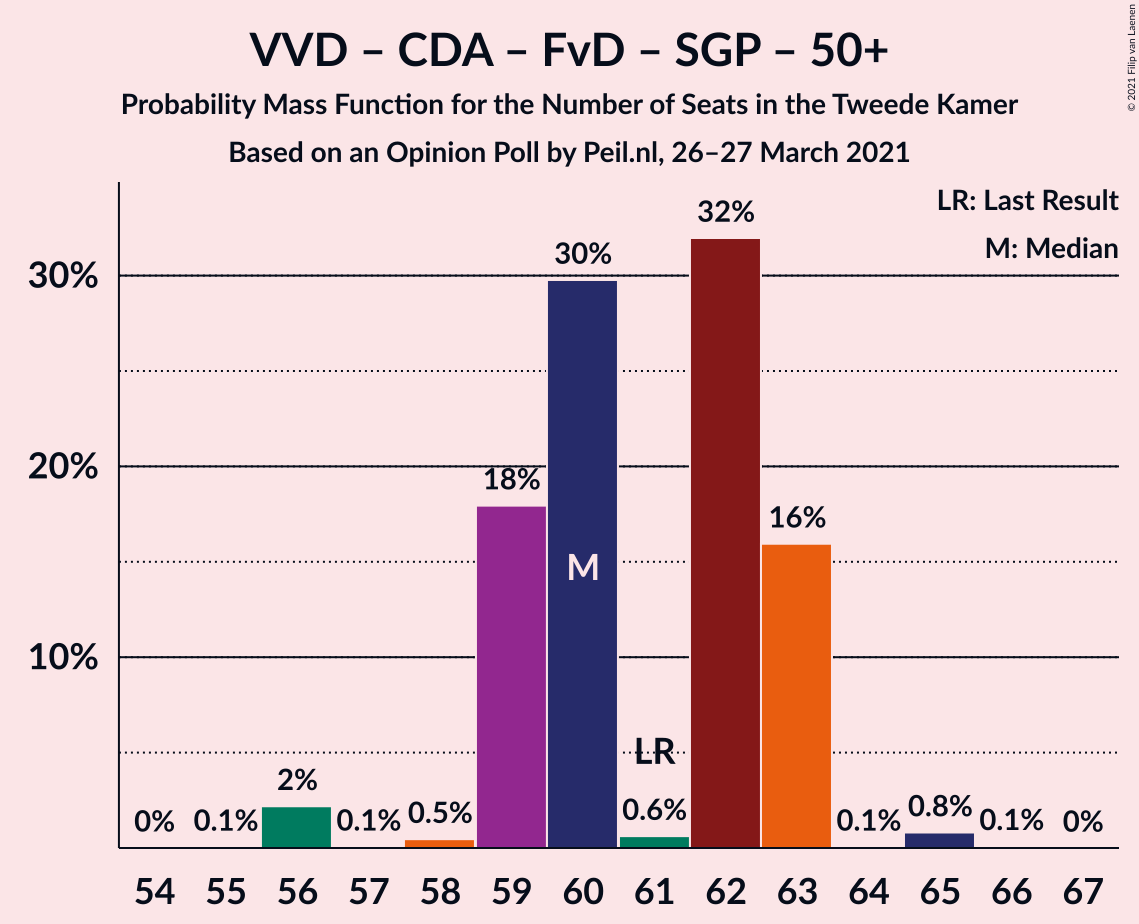 VVD – CDA – FvD – SGP – 50+
Probability Mass Function for the Number of Seats in the Tweede Kamer
Based on an Opinion Poll by Peil.nl, 26–27 March 2021
© 2021 Filip van Laenen
LR: Last Result
M: Median
30%
20%
10%
0%
0.1%
2%
0.1%
0.5%
18%
30%
0.6%
32%
16%
0.1%
0.8%
0.1%
0%
M
LR
54 55 56 57 58 59 60 61 62 63 64 65 66 67